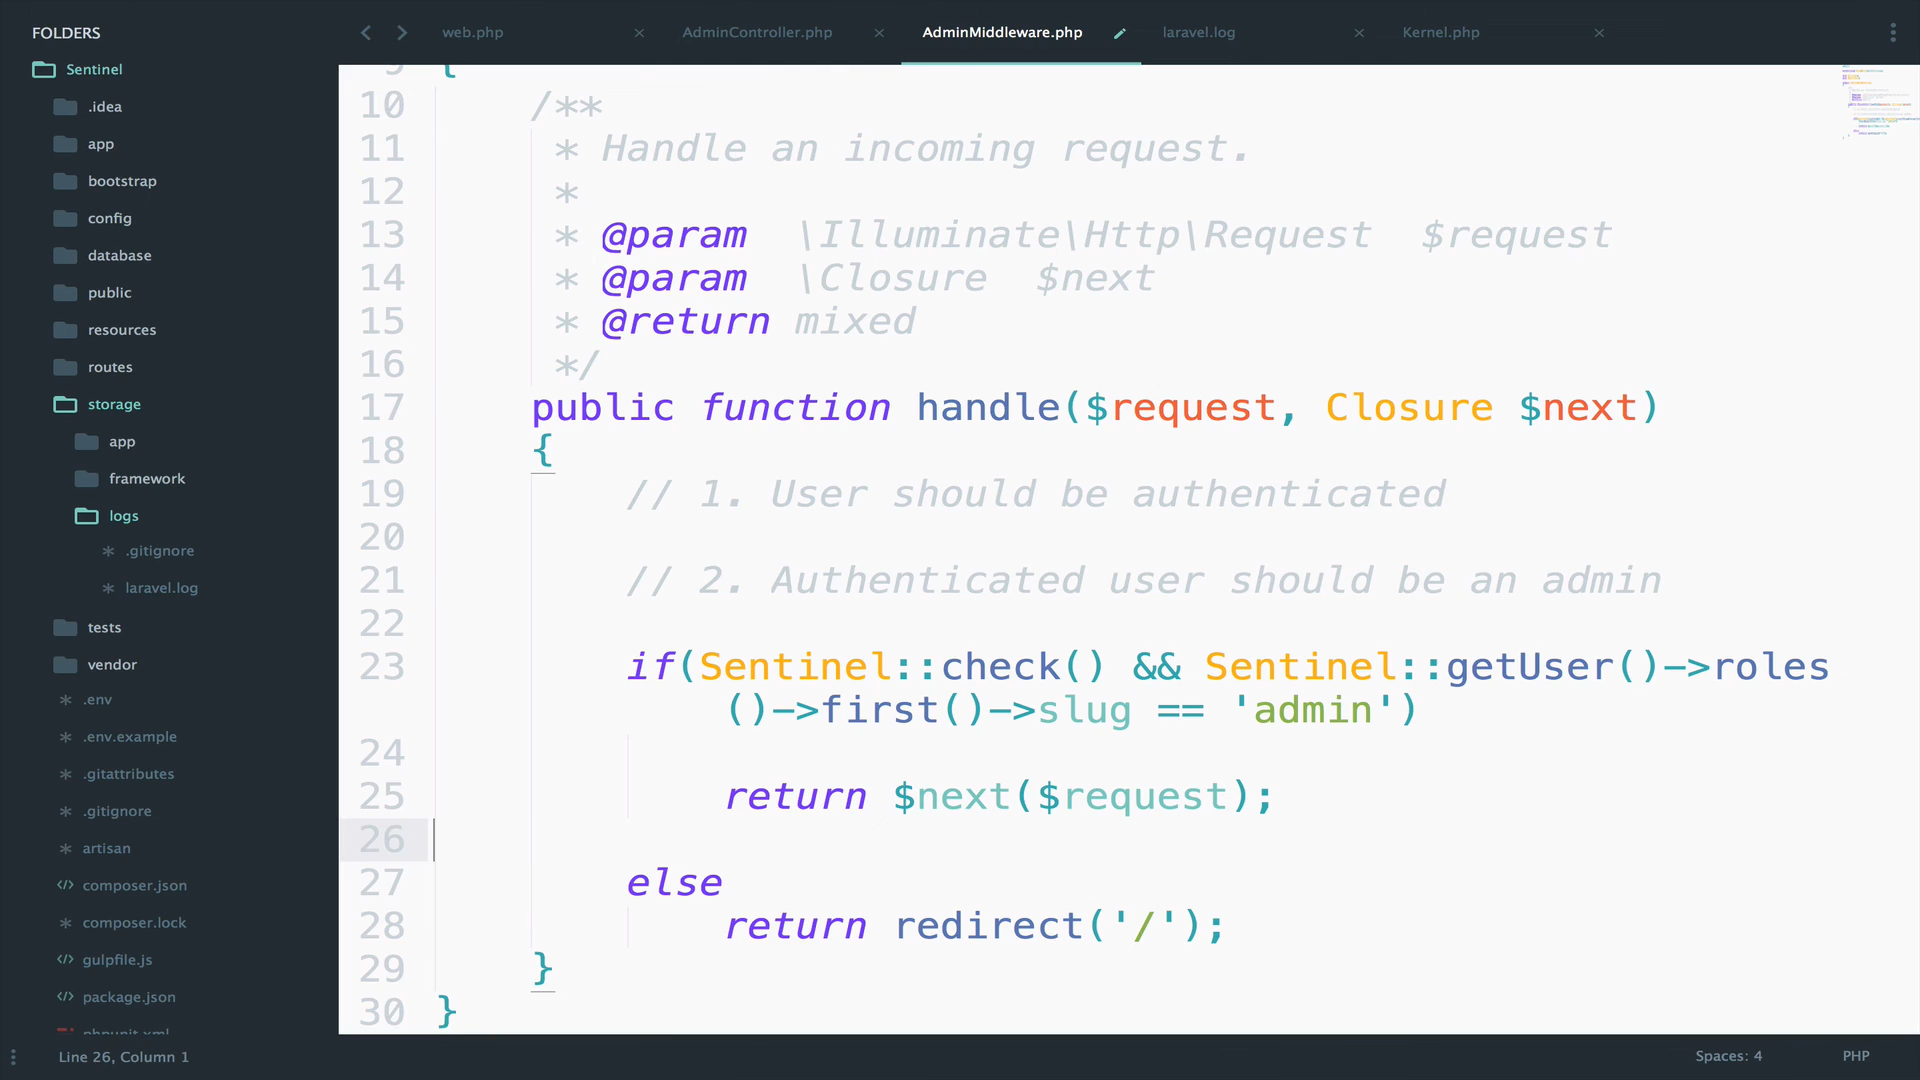 FOLDERS
web.php
AdminController.php
AdminMiddleware.php
laravel.log
Kernel.php
Sentinel
.idea
app
bootstrap
config
database
public
resources
routes
storage
app
framework
logs
.gitignore
laravel.log
tests
vendor
.env
.env.example
.gitattributes
.gitignore
artisan
composer.json
composer.lock
gulpfile.js
package.json
phpunit.xml
{
10 /**
11 * Handle an incoming request.
12 *
13 * @param  \Illuminate\Http\Request  $request
14 * @param  \Closure  $next
15 * @return mixed
16 */
17 public function handle($request, Closure $next)
18 {
19 // 1. User should be authenticated
20
21 // 2. Authenticated user should be an admin
22
23 if(Sentinel::check() && Sentinel::getUser()->roles
()->first()->slug == 'admin')
24
25 return $next($request);
26
27 else
28 return redirect('/');
29 }
30 }
Line 26, Column 1
Spaces: 4
PHP